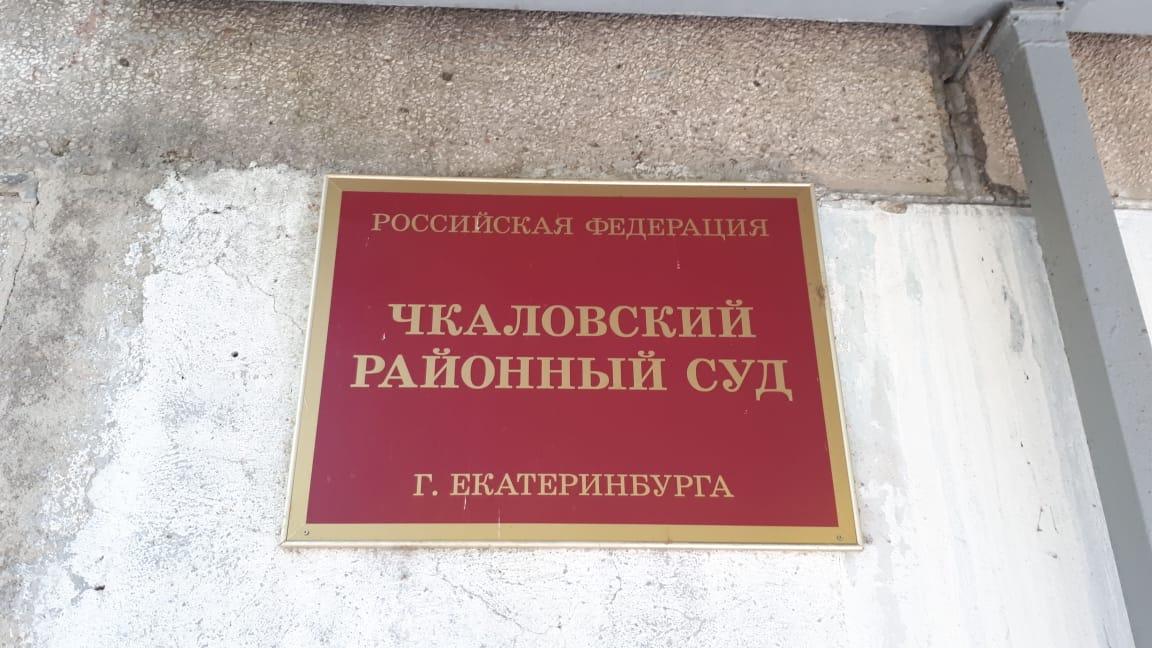 РОССИЙСКАЯ ФЕДЕРАЦИЯ
ЧКАЛОВСКИЙ
РАЙОННЫЙ СУД
Г. ЕКАТЕРИНБУРГА